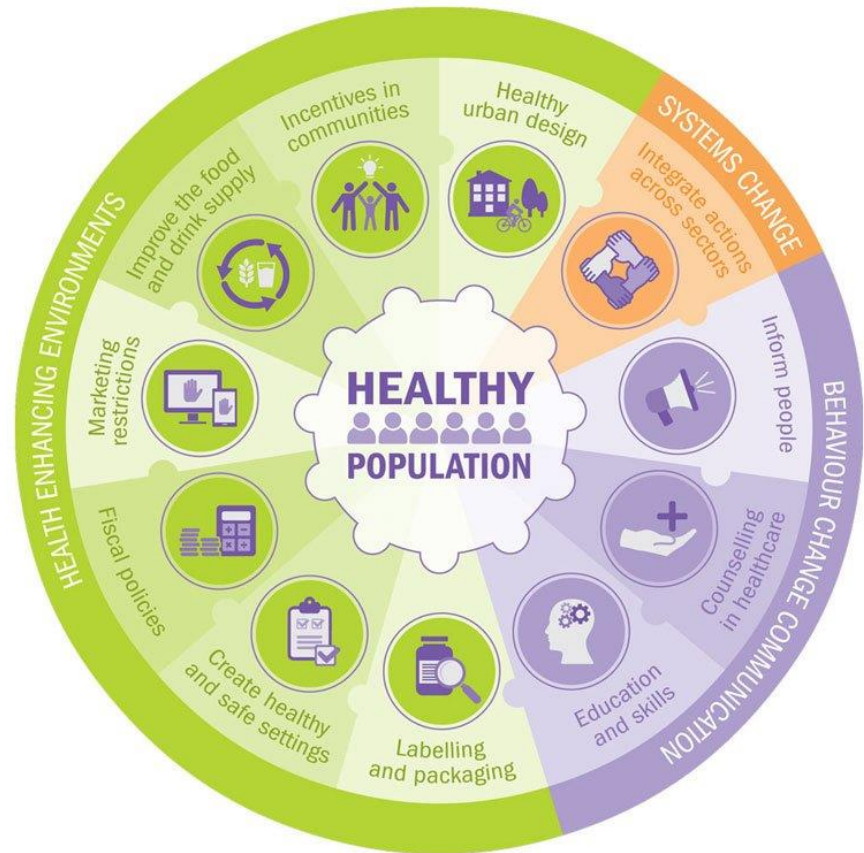 HEALTHY
POPULATION
HEALTH ENHANCING ENVIRONMENTS
Labelling
and packaging
Create healthy
and safe settings
Fiscal policies
Marketing
restrictions
Improve the food
and drink supply
Incentives in
communities
Healthy
urban design
SYSTEMS CHANGE
Integrate actions
across sectors
BEHAVIOUR CHANGE COMMUNICATION
Inform people
Counselling
in healthcare
Education
and skills